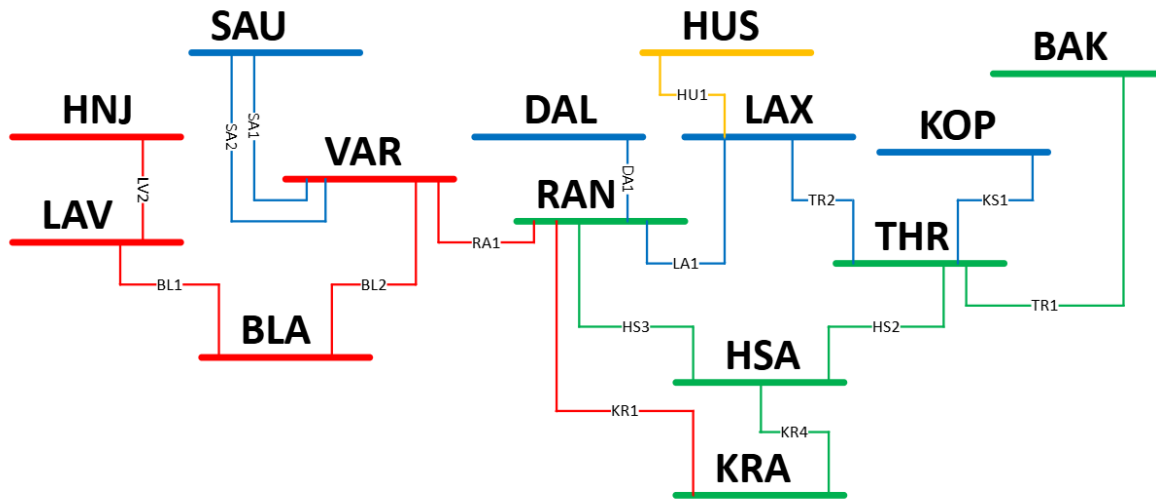 SAU
HUS
BAK
HNJ
SA2
SA1
HU1
DAL
LAX
KOP
VAR
LV2
DA1
RAN
TR2
KS1
LAV
RA1
LA1
THR
BL1
BL2
TR1
BLA
HS3
HS2
HSA
KR1
KR4
KRA